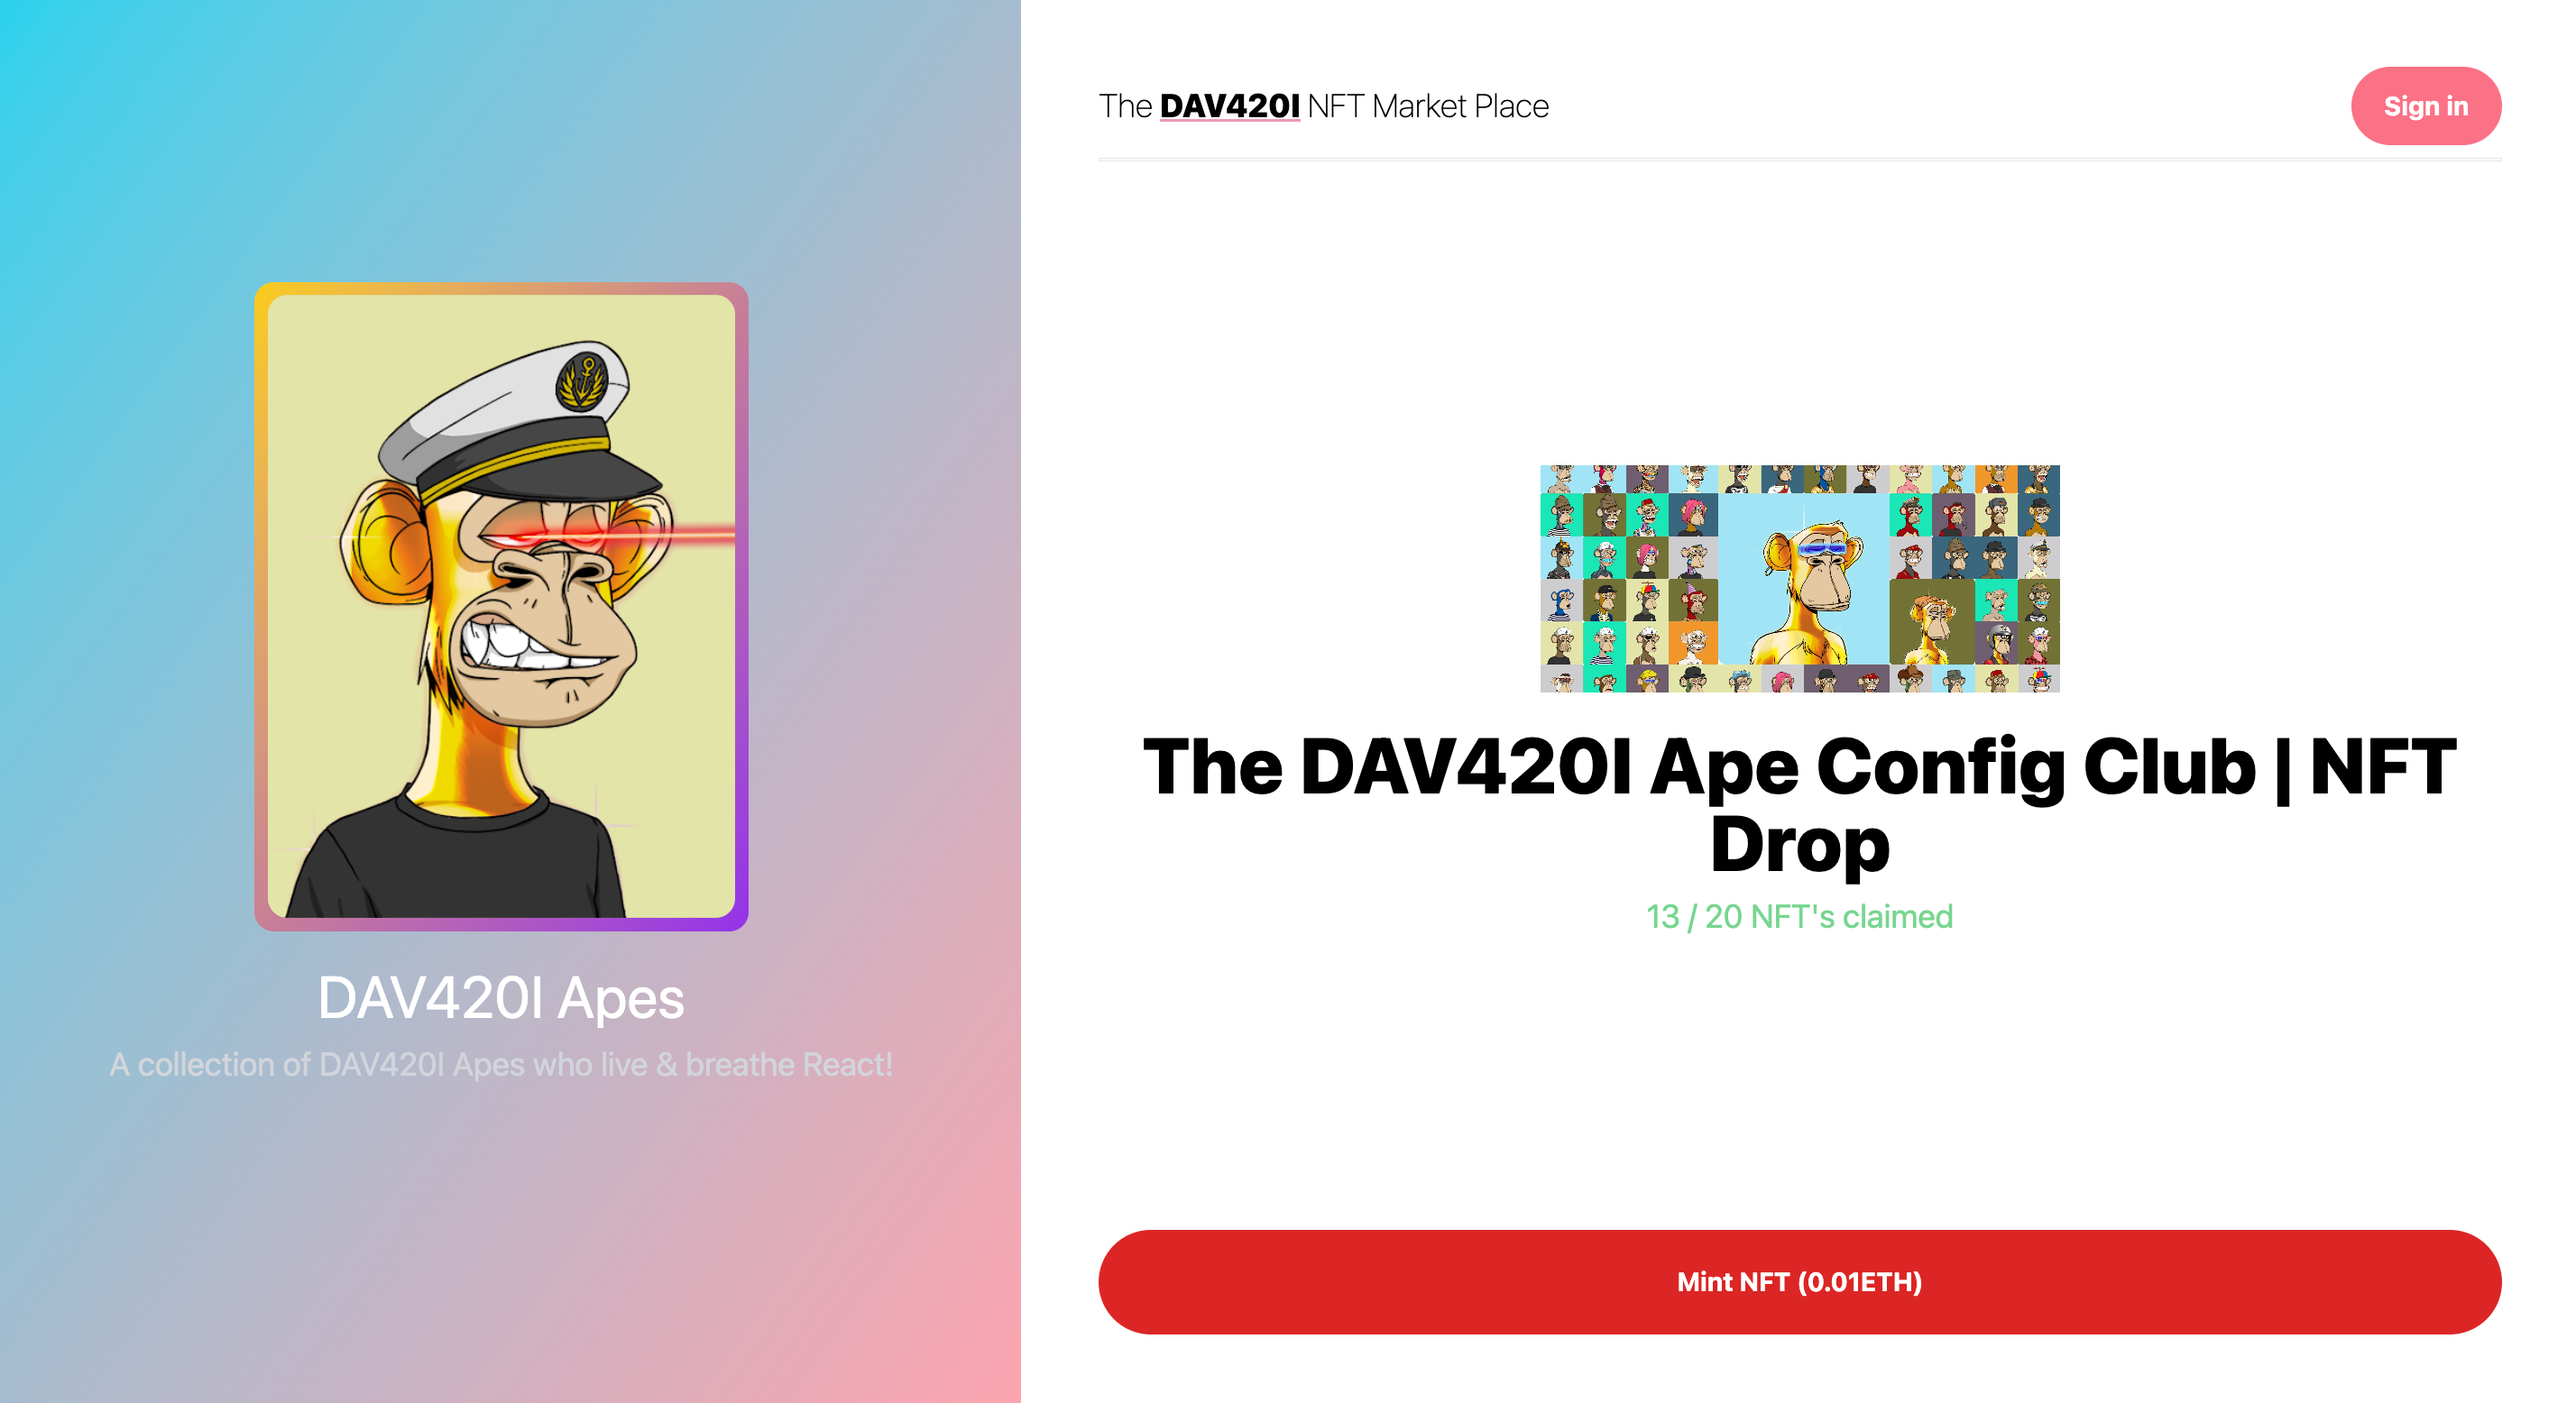 The DAV420I NFT Market Place
Sign in
DAV420I Apes
A collection of DAV420I Apes who live & breathe React!
The DAV420I Ape Config Club | NFT
Drop
13 / 20 NFT's claimed
Mint NFT (0.01ETH)